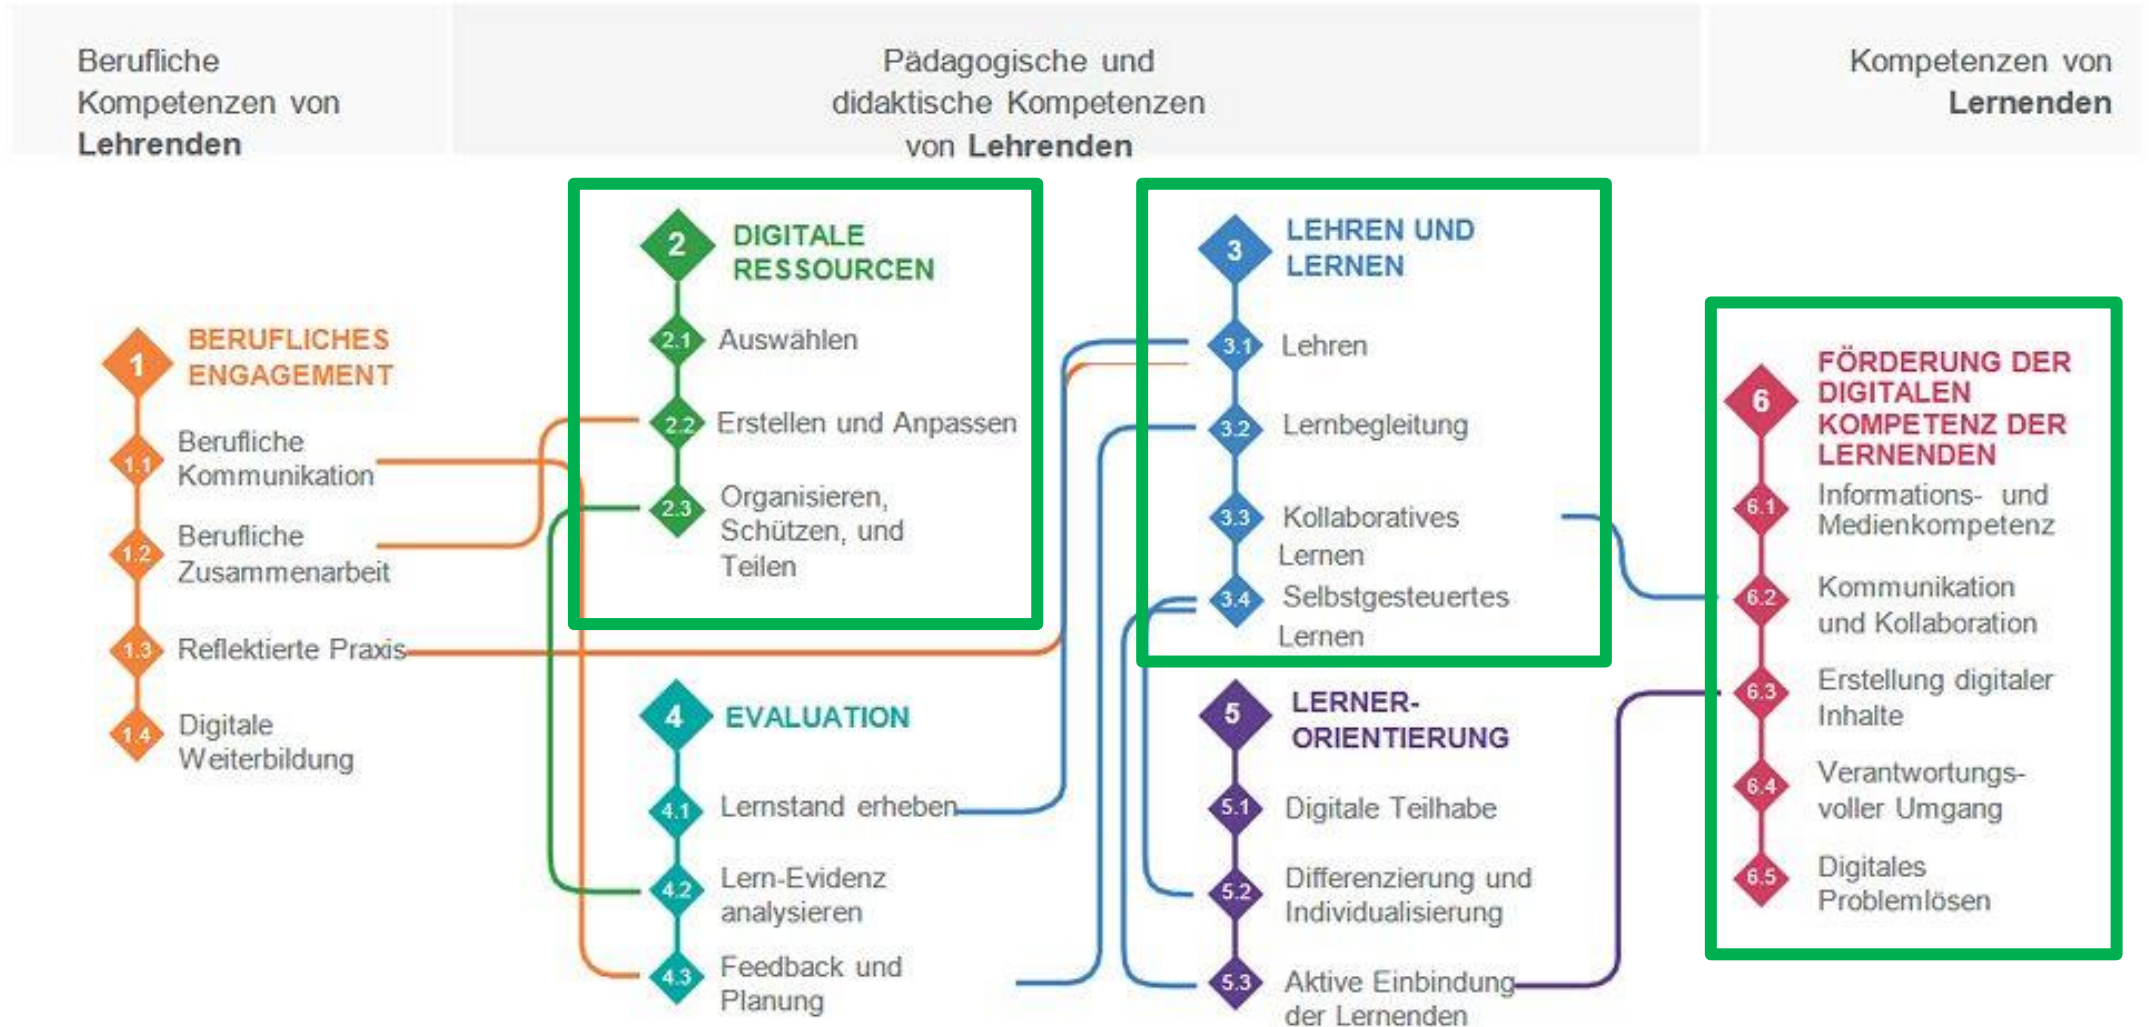 Berufliche
Kompetenzen von
Lehrenden
Pädagogische und
didaktische Kompetenzen
von Lehrenden
Kompetenzen von
Lernenden
1
BERUFLICHES
ENGAGEMENT
1.1
Berufliche
Kommunikation
1.2
Berufliche
Zusammenarbeit
1.3
Reflektierte Praxis
1.4
Digitale
Weiterbildung
2
DIGITALE
RESSOURCEN
2.1
Auswählen
2.2
Erstellen und Anpassen
2.3
Organisieren,
Schützen, und
Teilen
3
LEHREN UND
LERNEN
3.1
Lehren
3.2
Lernbegleitung
3.3
Kollaboratives
Lernen
3.4
Selbstgesteuertes
Lernen
4
EVALUATION
4.1
Lernstand erheben
4.2
Lern-Evidenz
analysieren
4.3
Feedback und
Planung
5
LERNER-
ORIENTIERUNG
5.1
Digitale Teilhabe
5.2
Differenzierung und
Individualisierung
5.3
Aktive Einbindung
der Lernenden
6
FÖRDERUNG DER
DIGITALEN
KOMPETENZ DER
LERNENDEN
6.1
Informations- und
Medienkompetenz
6.2
Kommunikation
und Kollaboration
6.3
Erstellung digitaler
Inhalte
6.4
Verantwortungs-
voller Umgang
6.5
Digitales
Problemlösen